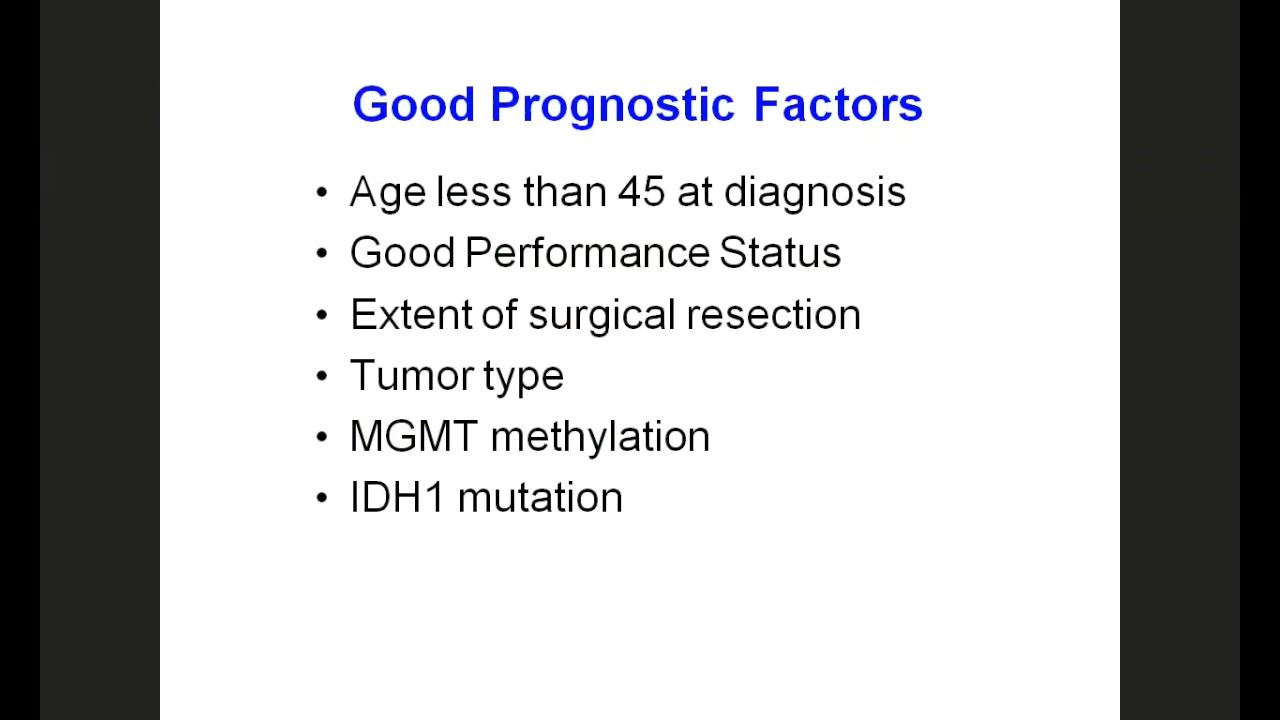 Good Prognostic Factors
• Age less than 45 at diagnosis
• Good Performance Status
• Extent of surgical resection
• Tumor type
• MGMT methylation
• IDH1 mutation